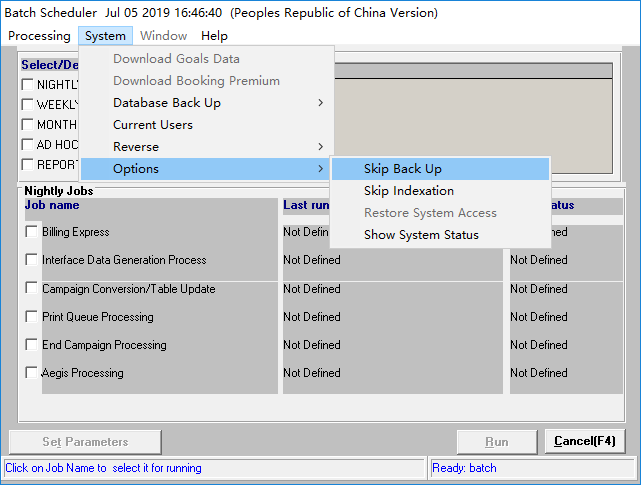 Batch Scheduler   Jul 05 2019 16:46:40   (Peoples Republic of China Version)
Processing   System   Window   Help
Download Goals Data
Select/De
Download Booking Premium
NIGHTLY
Database Back Up
WEEKLY
Current Users
MONTH
Reverse
AD HOC
Options
REPORT
Skip Back Up
Skip Indexation
Restore System Access
Show System Status
Nightly Jobs
Job name   Last run   Status
Billing Express   Not Defined   Not Defined
Interface Data Generation Process   Not Defined   Not Defined
Campaign Conversion/Table Update   Not Defined   Not Defined
Print Queue Processing   Not Defined   Not Defined
End Campaign Processing   Not Defined   Not Defined
Aegis Processing   Not Defined   Not Defined
Set Parameters   Run   Cancel(F4)
Click on Job Name to  select it for running   Ready: batch